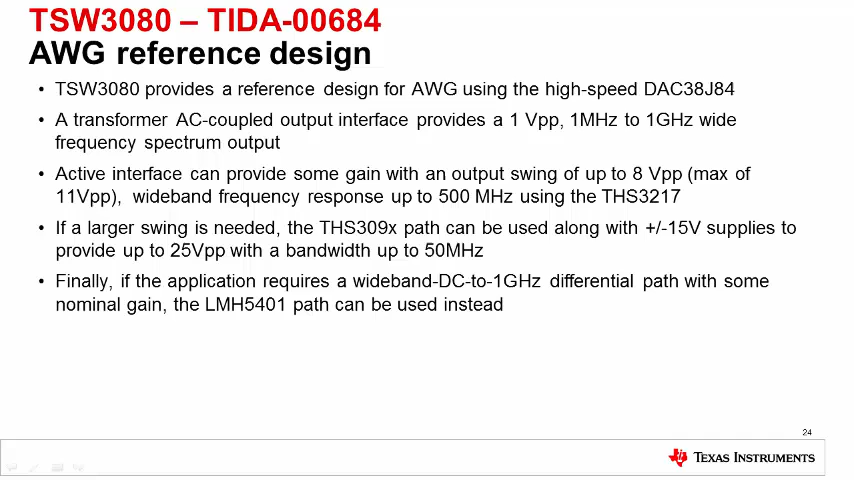 TSW3080 – TIDA-00684
AWG reference design
• TSW3080 provides a reference design for AWG using the high-speed DAC38J84
• A transformer AC-coupled output interface provides a 1 Vpp, 1MHz to 1GHz wide
frequency spectrum output
• Active interface can provide some gain with an output swing of up to 8 Vpp (max of
11Vpp), wideband frequency response up to 500 MHz using the THS3217
• If a larger swing is needed, the THS309x path can be used along with +/-15V supplies to
provide up to 25Vpp with a bandwidth up to 50MHz
• Finally, if the application requires a wideband-DC-to-1GHz differential path with some
nominal gain, the LMH5401 path can be used instead
24
TEXAS INSTRUMENTS